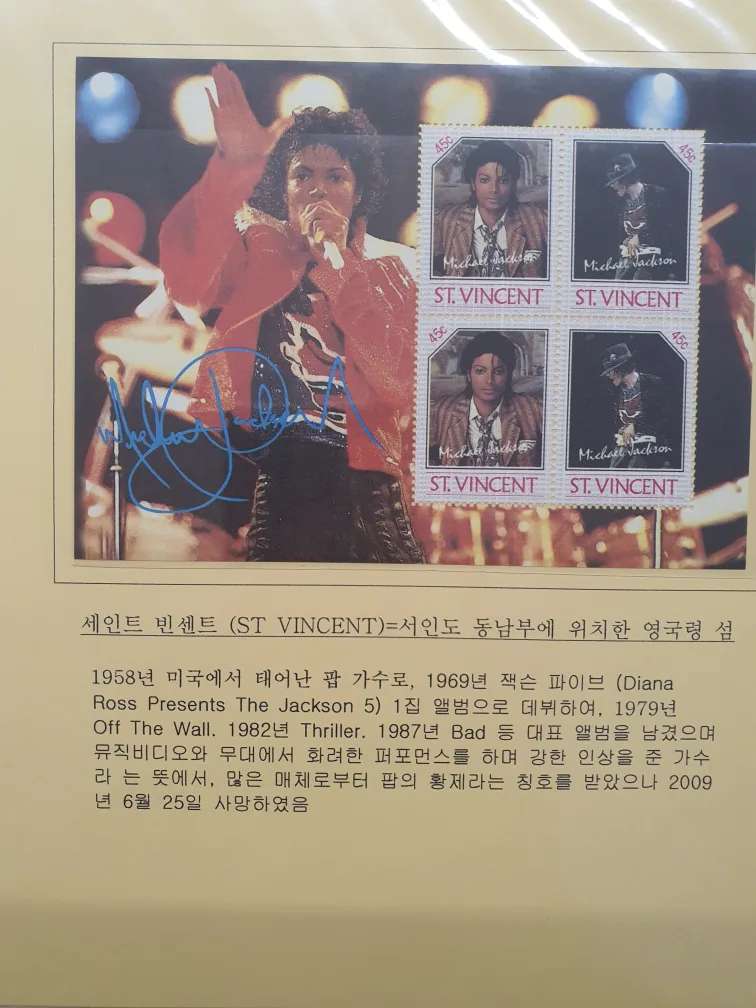 45c
45c
Michael Jackson
Michael Jackson
ST. VINCENT
ST. VINCENT
45c
45c
Michael Jackson
Michael Jackson
ST. VINCENT
ST. VINCENT
Michael Jackson
세인트 빈센트 (ST VINCENT)=서인도 동남부에 위치한 영국령 섬
1958년 미국에서 태어난 팝 가수로, 1969년 잭슨 파이브 (Diana
Ross Presents The Jackson 5) 1집 앨범으로 데뷔하여, 1979년
Off The Wall. 1982년 Thriller. 1987년 Bad 등 대표 앨범을 남겼으며
뮤직비디오와 무대에서 화려한 퍼포먼스를 하며 강한 인상을 준 가수
라 는 뜻에서, 많은 매체로부터 팝의 황제라는 칭호를 받았으나 2009
년 6월 25일 사망하였음